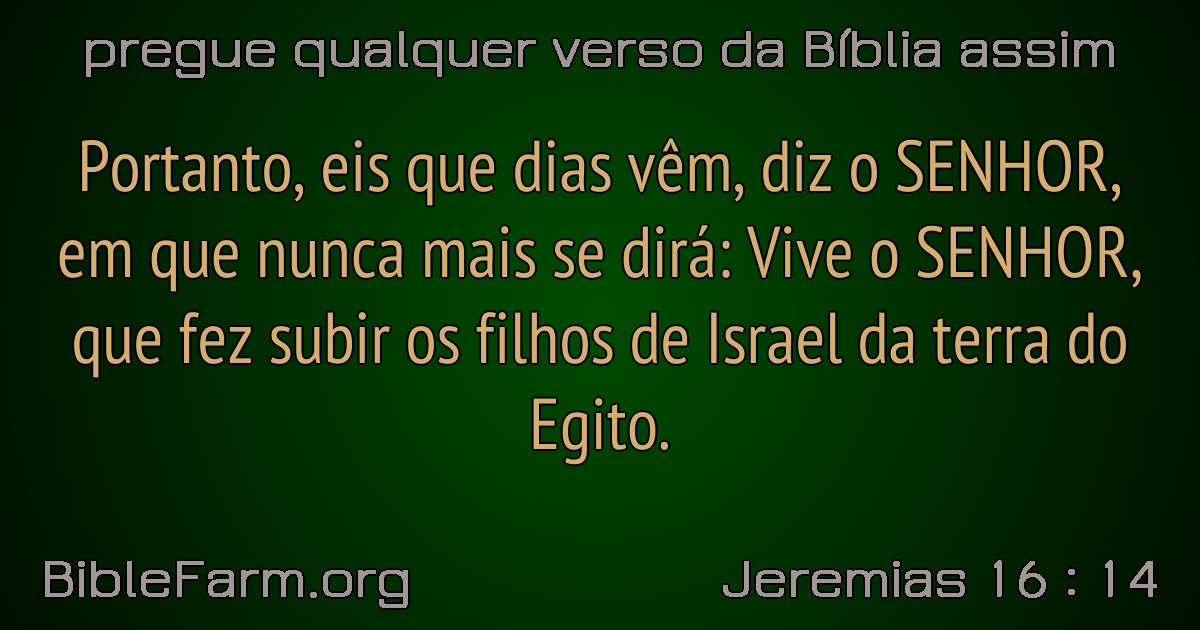 pregue qualquer verso da Bíblia assim
Portanto, eis que dias vêm, diz o SENHOR,
em que nunca mais se dirá: Vive o SENHOR,
que fez subir os filhos de Israel da terra do
Egito.
BibleFarm.org
Jeremias 16 : 14